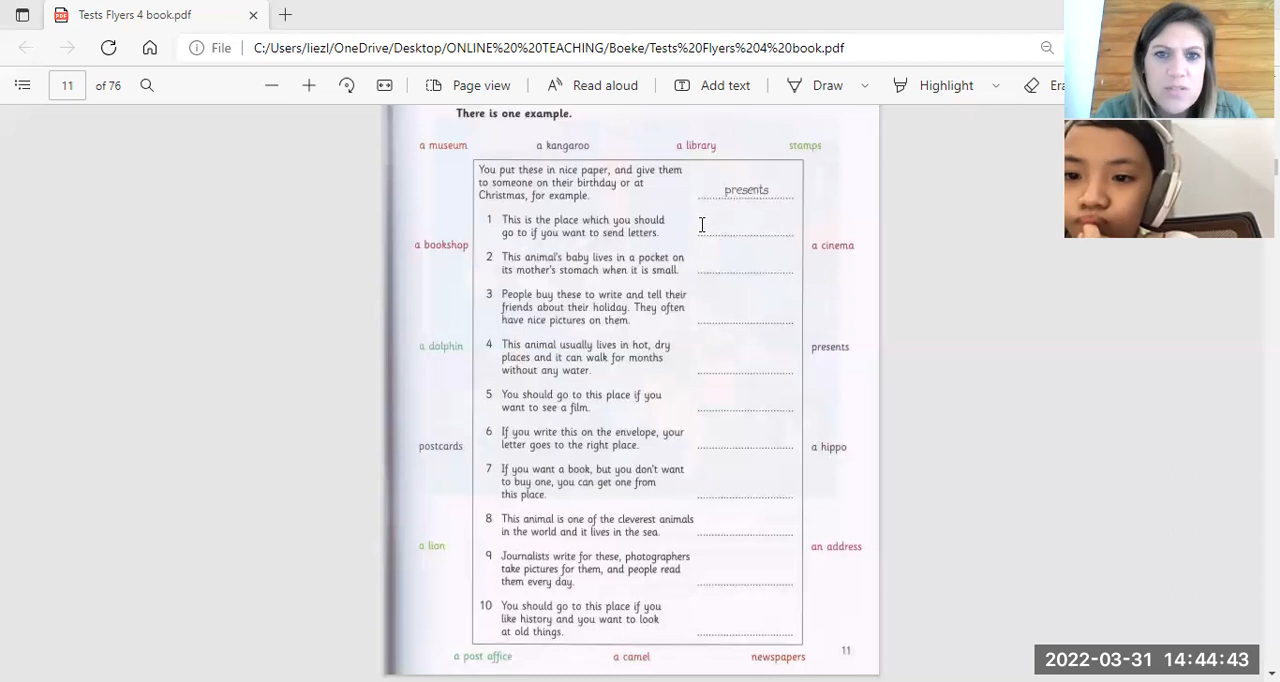 Tests Flyers 4 book.pdf
File C:/Users/liezl/OneDrive/Desktop/ONLINE%20%20TEACHING/Boeke/Tests%20Flyers%204%20book.pdf
11 of 76 Page view Read aloud Add text Draw Highlight Era
There is one example.
a museum a kangaroo a library stamps
You put these in nice paper, and give them
to someone on their birthday or at
Christmas, for example.
presents
1 This is the place which you should
go to if you want to send letters.
a bookshop
a cinema
2 This animal's baby lives in a pocket on
its mother's stomach when it is small.
3 People buy these to write and tell their
friends about their holiday. They often
have nice pictures on them.
a dolphin
presents
4 This animal usually lives in hot, dry
places and it can walk for months
without any water.
5 You should go to this place if you
want to see a film.
postcards
a hippo
6 If you write this on the envelope, your
letter goes to the right place.
7 If you want a book, but you don't want
to buy one, you can get one from
this place.
8 This animal is one of the cleverest animals
in the world and it lives in the sea.
a lion
an address
9 Journalists write for these, photographers
take pictures for them, and people read
them every day.
10 You should go to this place if you
like history and you want to look
at old things.
11
a post office a camel newspapers
2022-03-31 14:44:43